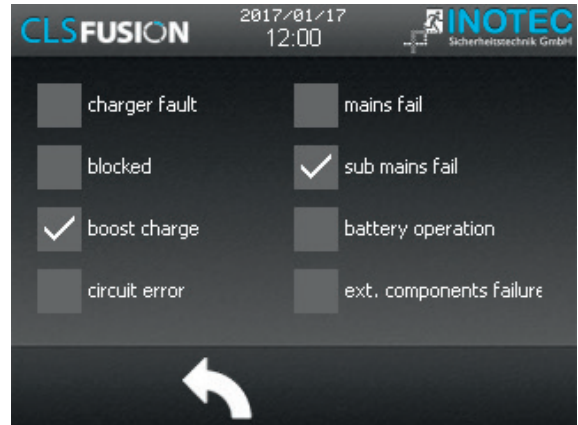 CLSFUSION
2017/01/17
12:00
INOTEC
Sicherheitstechnik GmbH
charger fault
mains fail
blocked
sub mains fail
boost charge
battery operation
circuit error
ext. components failure